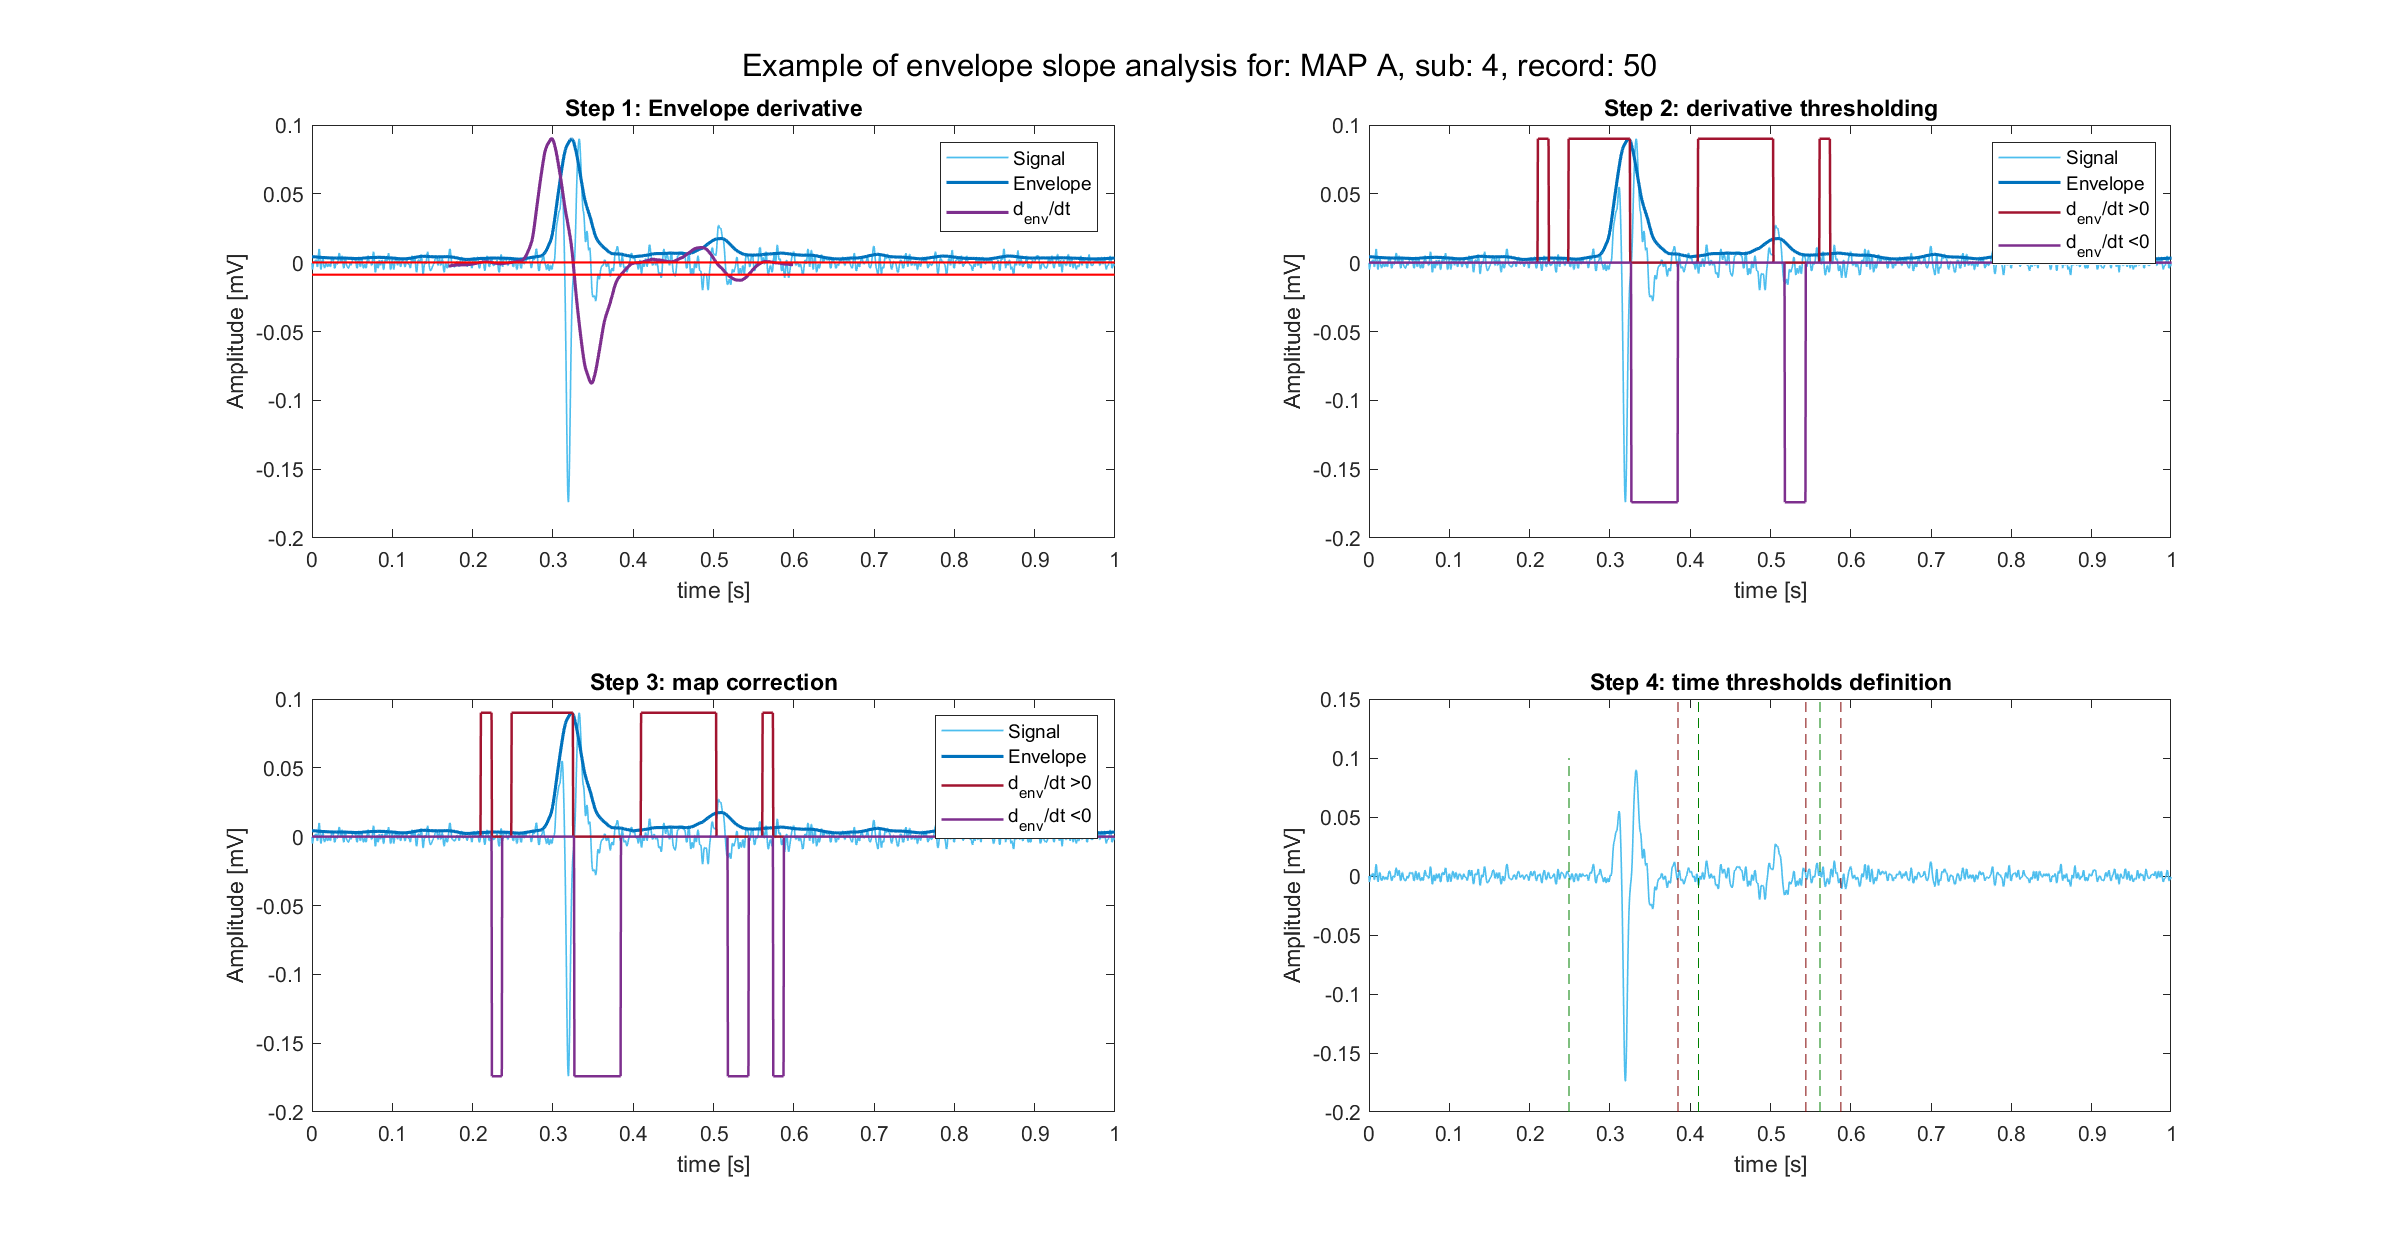 Example of envelope slope analysis for: MAP A, sub: 4, record: 50
Step 1: Envelope derivative
0.1
0.05
0
-0.05
-0.1
-0.15
-0.2
Amplitude [mV]
0 0.1 0.2 0.3 0.4 0.5 0.6 0.7 0.8 0.9 1
time [s]
Signal
Envelope
d_env/dt
Step 2: derivative thresholding
0.1
0.05
0
-0.05
-0.1
-0.15
-0.2
Amplitude [mV]
0 0.1 0.2 0.3 0.4 0.5 0.6 0.7 0.8 0.9 1
time [s]
Signal
Envelope
d_env/dt >0
d_env/dt <0
Step 3: map correction
0.1
0.05
0
-0.05
-0.1
-0.15
-0.2
Amplitude [mV]
0 0.1 0.2 0.3 0.4 0.5 0.6 0.7 0.8 0.9 1
time [s]
Signal
Envelope
d_env/dt >0
d_env/dt <0
Step 4: time thresholds definition
0.15
0.1
0.05
0
-0.05
-0.1
-0.15
-0.2
Amplitude [mV]
0 0.1 0.2 0.3 0.4 0.5 0.6 0.7 0.8 0.9 1
time [s]